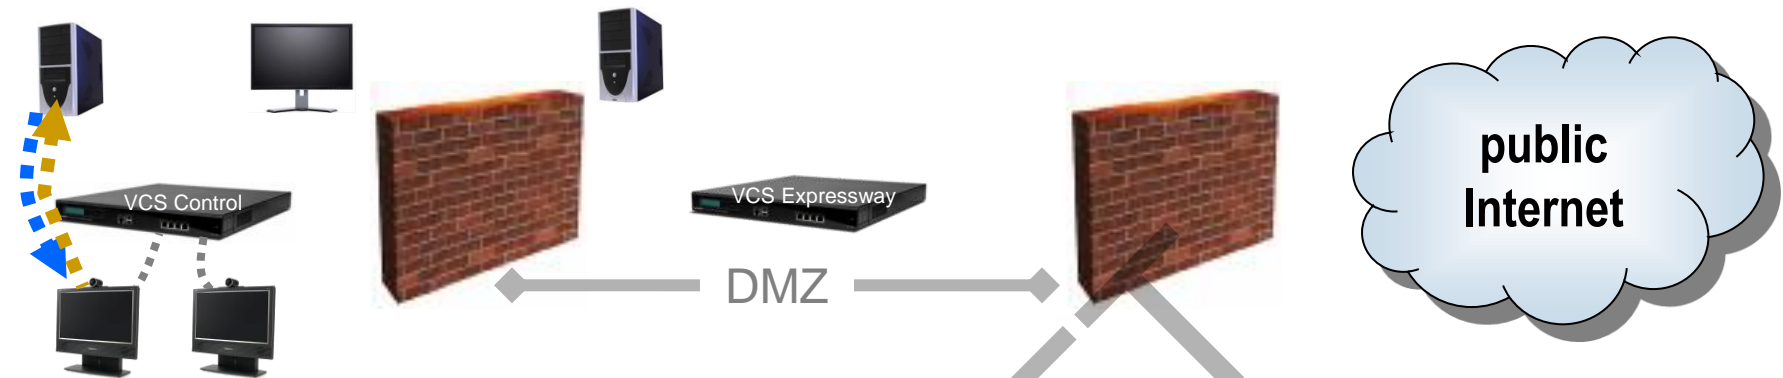 VCS Control
VCS Expressway
DMZ
public
Internet